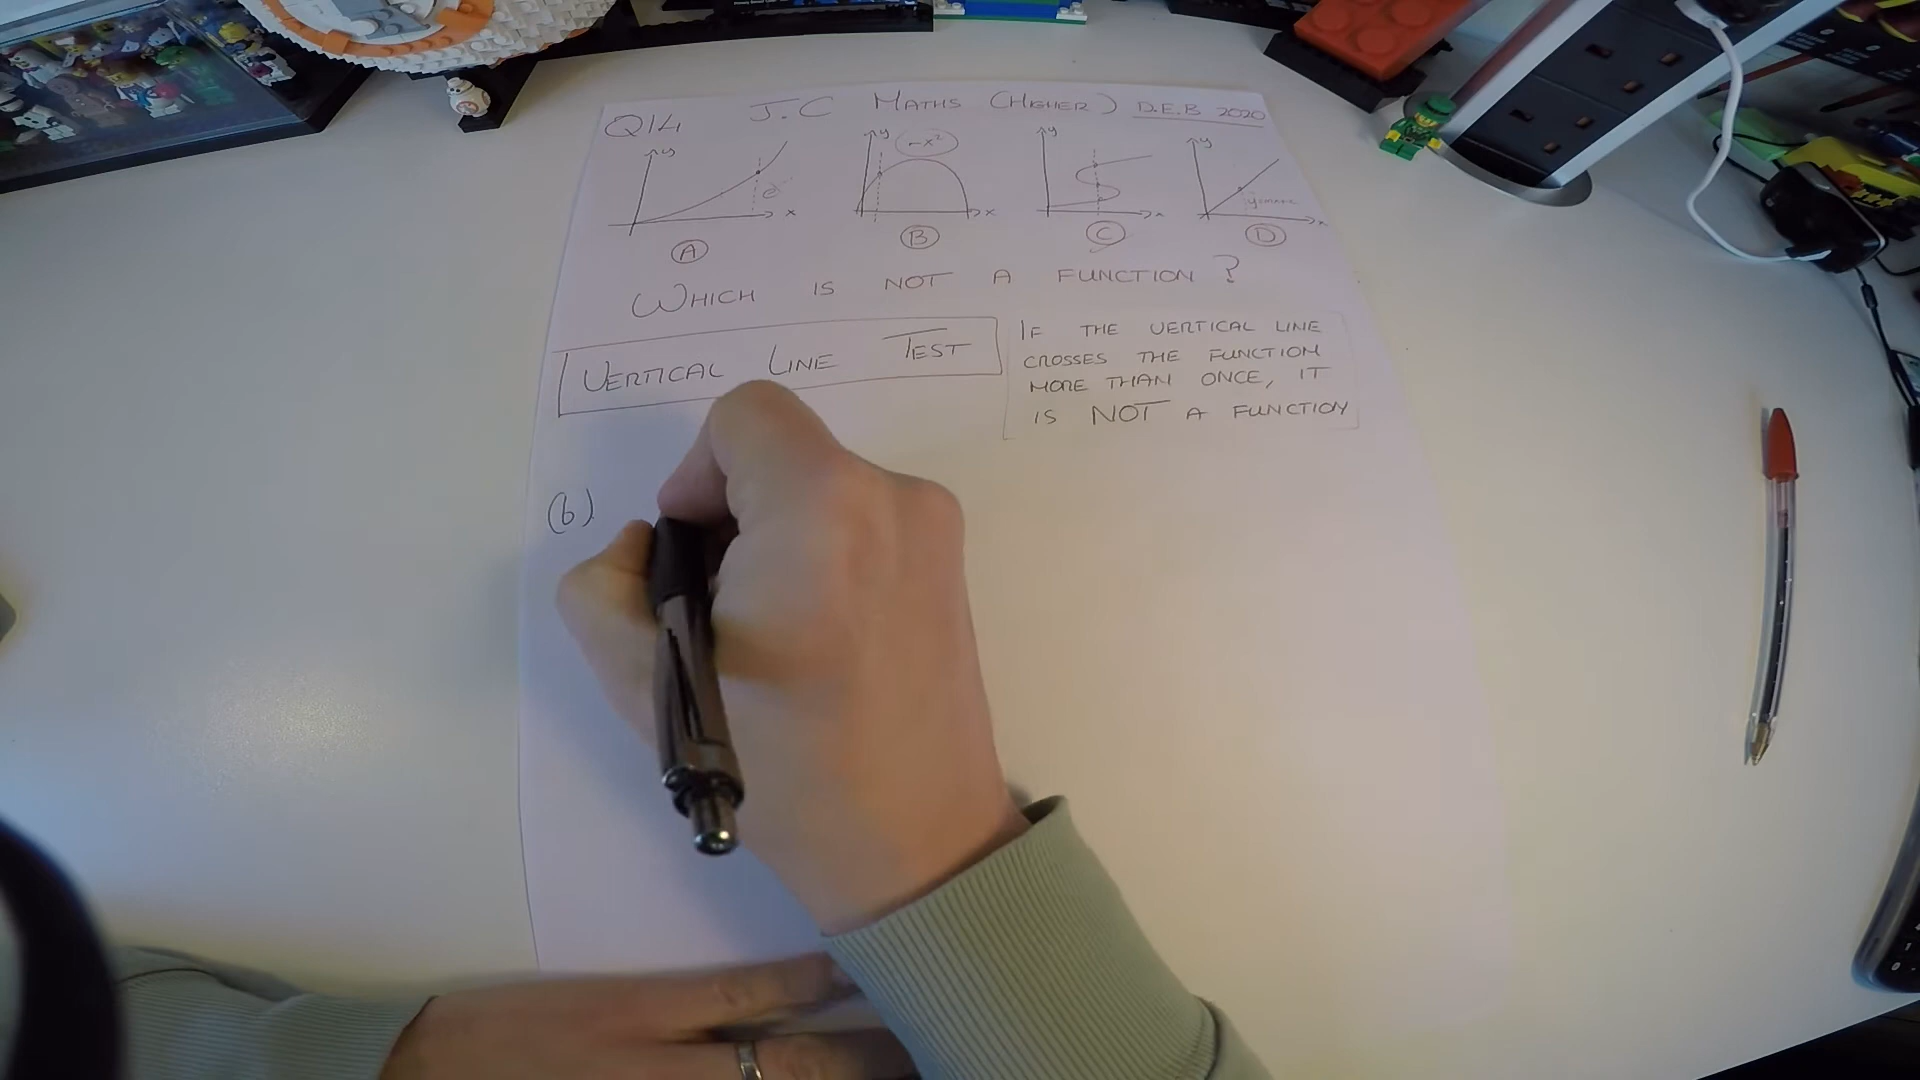 Q14 J.C MATHS (HIGHER) D.E.B 2020
y y -x² y y
x x x x
A B C D
WHICH IS NOT A FUNCTION?
VERTICAL LINE TEST
IF THE VERTICAL LINE
CROSSES THE FUNCTION
MORE THAN ONCE, IT
IS NOT A FUNCTION
(b)